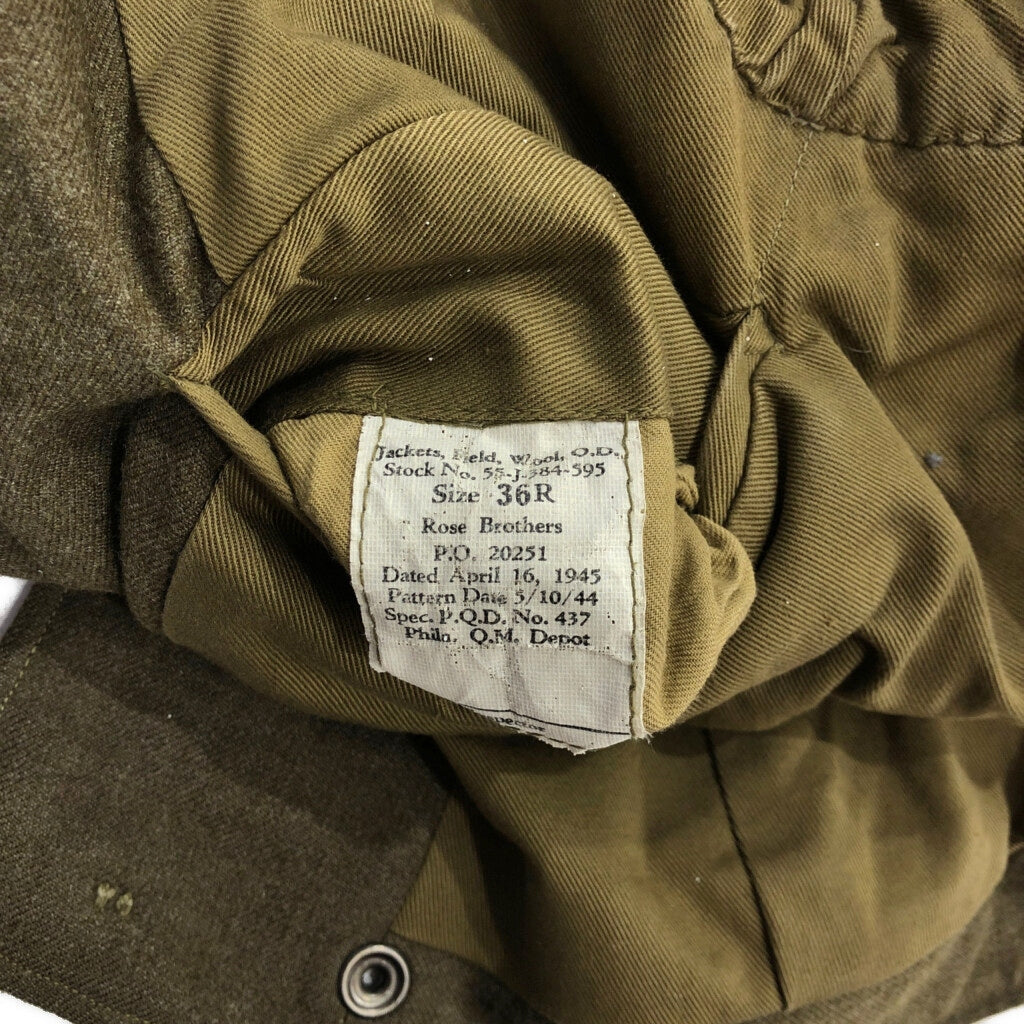 Jackets, Field, Wool, O.D.
Stock No. 55-J-384-595
Size 36R
Rose Brothers
P.O. 20251
Dated April 16, 1945
Pattern Date 5/10/44
Spec. P.Q.D. No. 437
Phila. Q.M. Depot